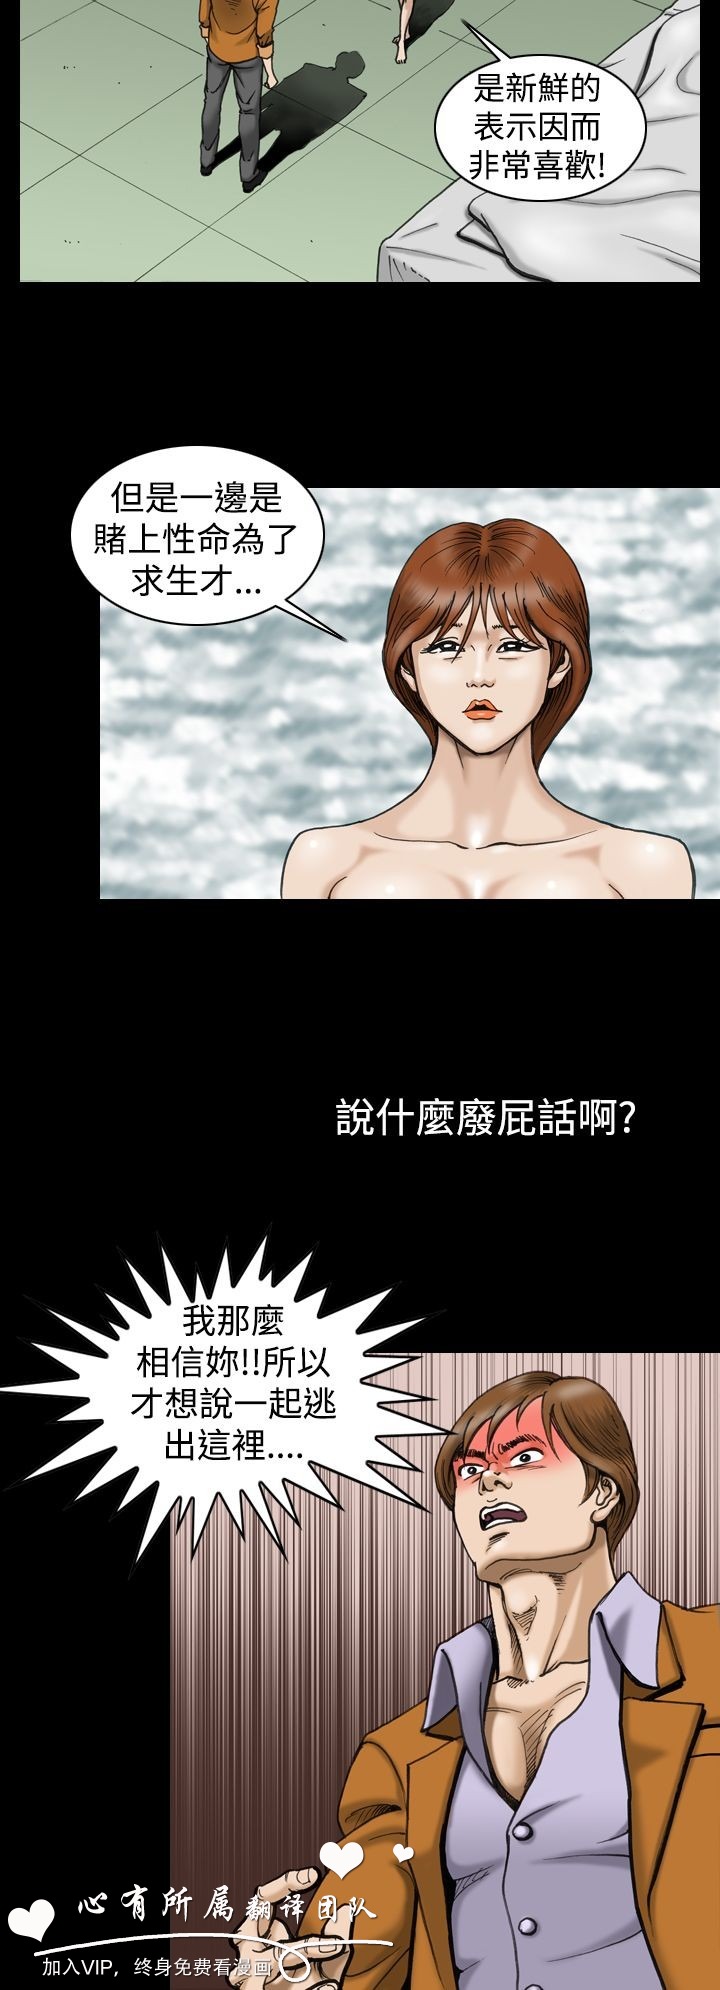 是新鮮的
表示因而
非常喜歡!
但是一邊是
賭上性命為了
求生才...
說什麼廢屁話啊?
我那麼
相信妳!!所以
才想說一起逃
出這裡....
心有所属翻译团队
加入VIP，终身免费看漫画